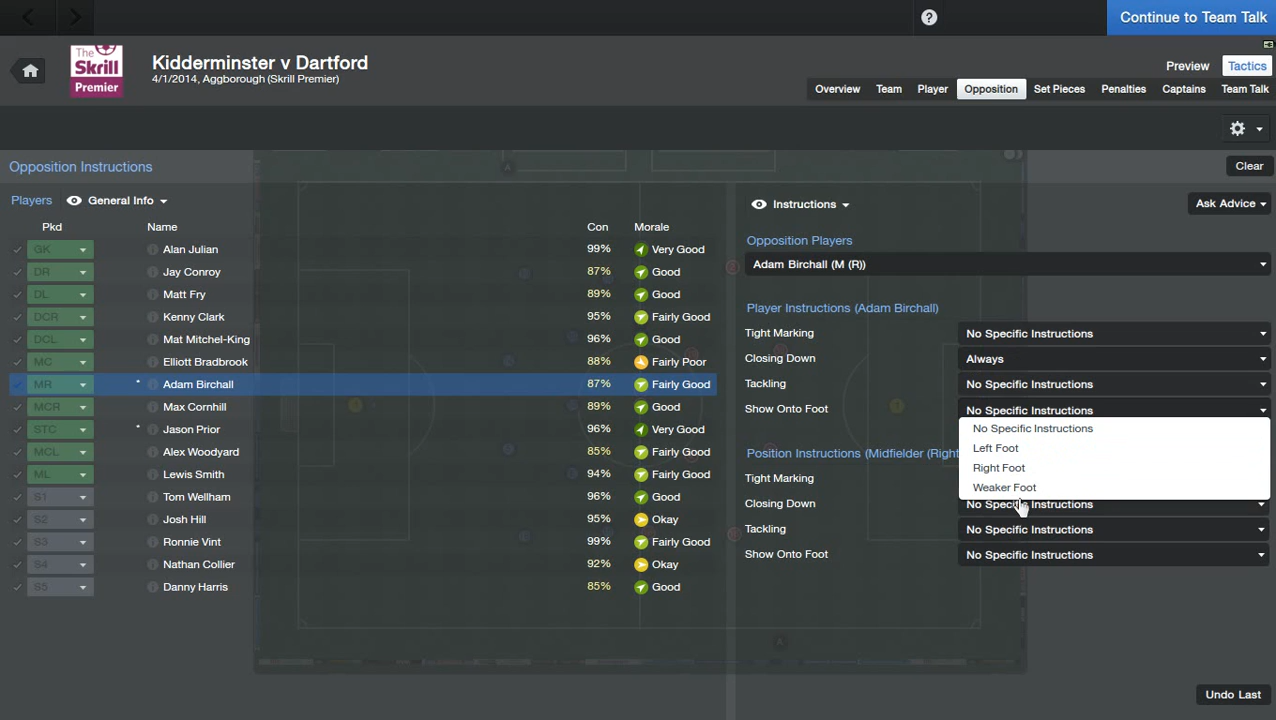 Continue to Team Talk
The
Skrill
Premier
Kidderminster v Dartford
4/1/2014, Aggborough (Skrill Premier)
Preview
Tactics
Overview
Team
Player
Opposition
Set Pieces
Penalties
Captains
Team Talk
Opposition Instructions
Clear
Players
General Info
Instructions
Ask Advice
Pkd Name Con Morale
GK Alan Julian 99% Very Good
DR Jay Conroy 87% Good
DL Matt Fry 89% Good
DCR Kenny Clark 95% Fairly Good
DCL Mat Mitchel-King 96% Good
MC Elliott Bradbrook 88% Fairly Poor
MR Adam Birchall 87% Fairly Good
MCR Max Cornhill 89% Good
STC Jason Prior 96% Very Good
MCL Alex Woodyard 85% Fairly Good
ML Lewis Smith 94% Fairly Good
S1 Tom Wellham 96% Good
S2 Josh Hill 95% Okay
S3 Ronnie Vint 99% Fairly Good
S4 Nathan Collier 92% Okay
S5 Danny Harris 85% Good
Opposition Players
Adam Birchall (M (R))
Player Instructions (Adam Birchall)
Tight Marking No Specific Instructions
Closing Down Always
Tackling No Specific Instructions
Show Onto Foot No Specific Instructions
No Specific Instructions
Left Foot
Right Foot
Weaker Foot
Position Instructions (Midfielder (Right
Tight Marking
Closing Down No Specific Instructions
Tackling No Specific Instructions
Show Onto Foot No Specific Instructions
Undo Last